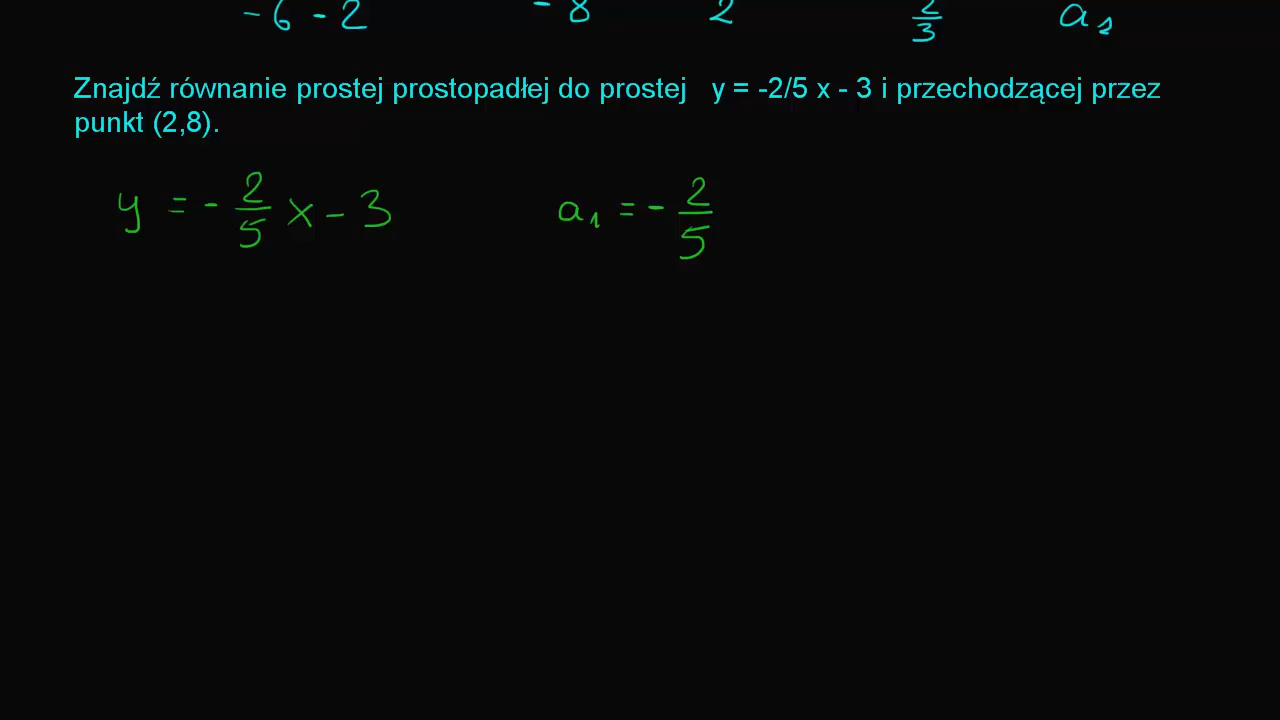 -6 - 2 - 8 2 2/3 a₂
Znajdź równanie prostej prostopadłej do prostej y = -2/5 x - 3 i przechodzącej przez
punkt (2,8).
y = - 2/5 x - 3 a₁ = - 2/5